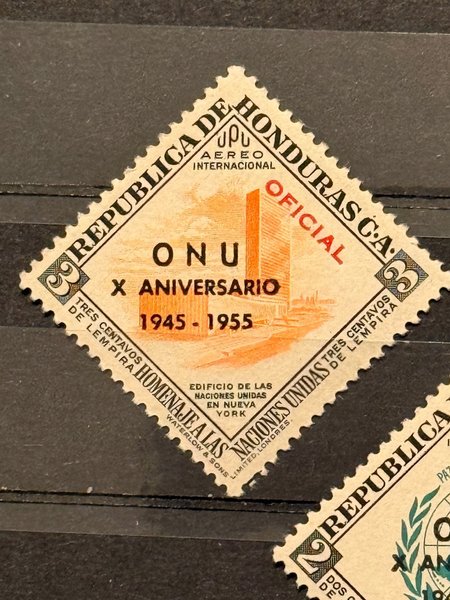 REPUBLICA DE
HONDURAS C.A.
UPU
AEREO
INTERNACIONAL
OFICIAL
O N U
X ANIVERSARIO
1945 - 1955
3
3
TRES CENTAVOS
DE LEMPIRA
TRES CENTAVOS
DE LEMPIRA
EDIFICIO DE LAS
NACIONES UNIDAS
EN NUEVA
YORK
HOMENAJE A LAS
NACIONES UNIDAS
WATERLOW & SONS
LIMITED, LONDRES.
REPUBLICA
2
X AN